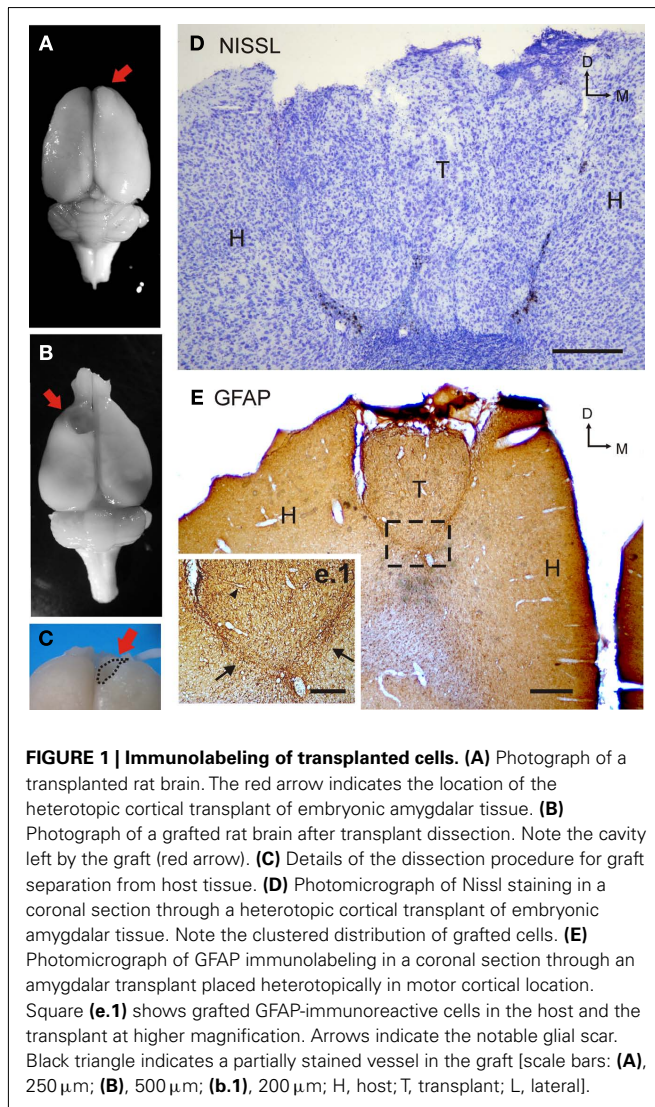 A
D NISSL
D
M
T
H
H
B
E GFAP
D
M
T
H
H
e.1
C
FIGURE 1 | Immunolabeling of transplanted cells. (A) Photograph of a
transplanted rat brain. The red arrow indicates the location of the
heterotopic cortical transplant of embryonic amygdalar tissue. (B)
Photograph of a grafted rat brain after transplant dissection. Note the cavity
left by the graft (red arrow). (C) Details of the dissection procedure for graft
separation from host tissue. (D) Photomicrograph of Nissl staining in a
coronal section through a heterotopic cortical transplant of embryonic
amygdalar tissue. Note the clustered distribution of grafted cells. (E)
Photomicrograph of GFAP immunolabeling in a coronal section through an
amygdalar transplant placed heterotopically in motor cortical location.
Square (e.1) shows grafted GFAP-immunoreactive cells in the host and the
transplant at higher magnification. Arrows indicate the notable glial scar.
Black triangle indicates a partially stained vessel in the graft [scale bars: (A),
250 μm; (B), 500 μm; (b.1), 200 μm; H, host; T, transplant; L, lateral].